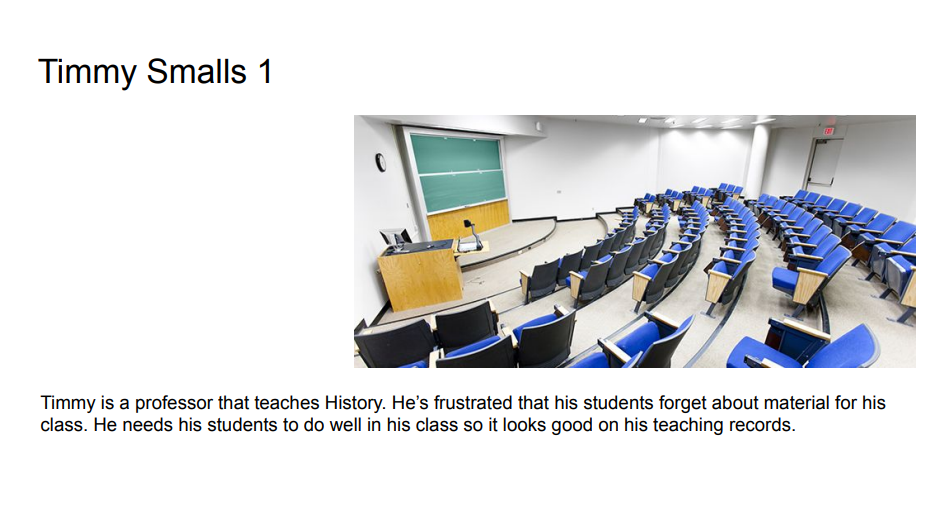 Timmy Smalls 1
Timmy is a professor that teaches History. He’s frustrated that his students forget about material for his
class. He needs his students to do well in his class so it looks good on his teaching records.